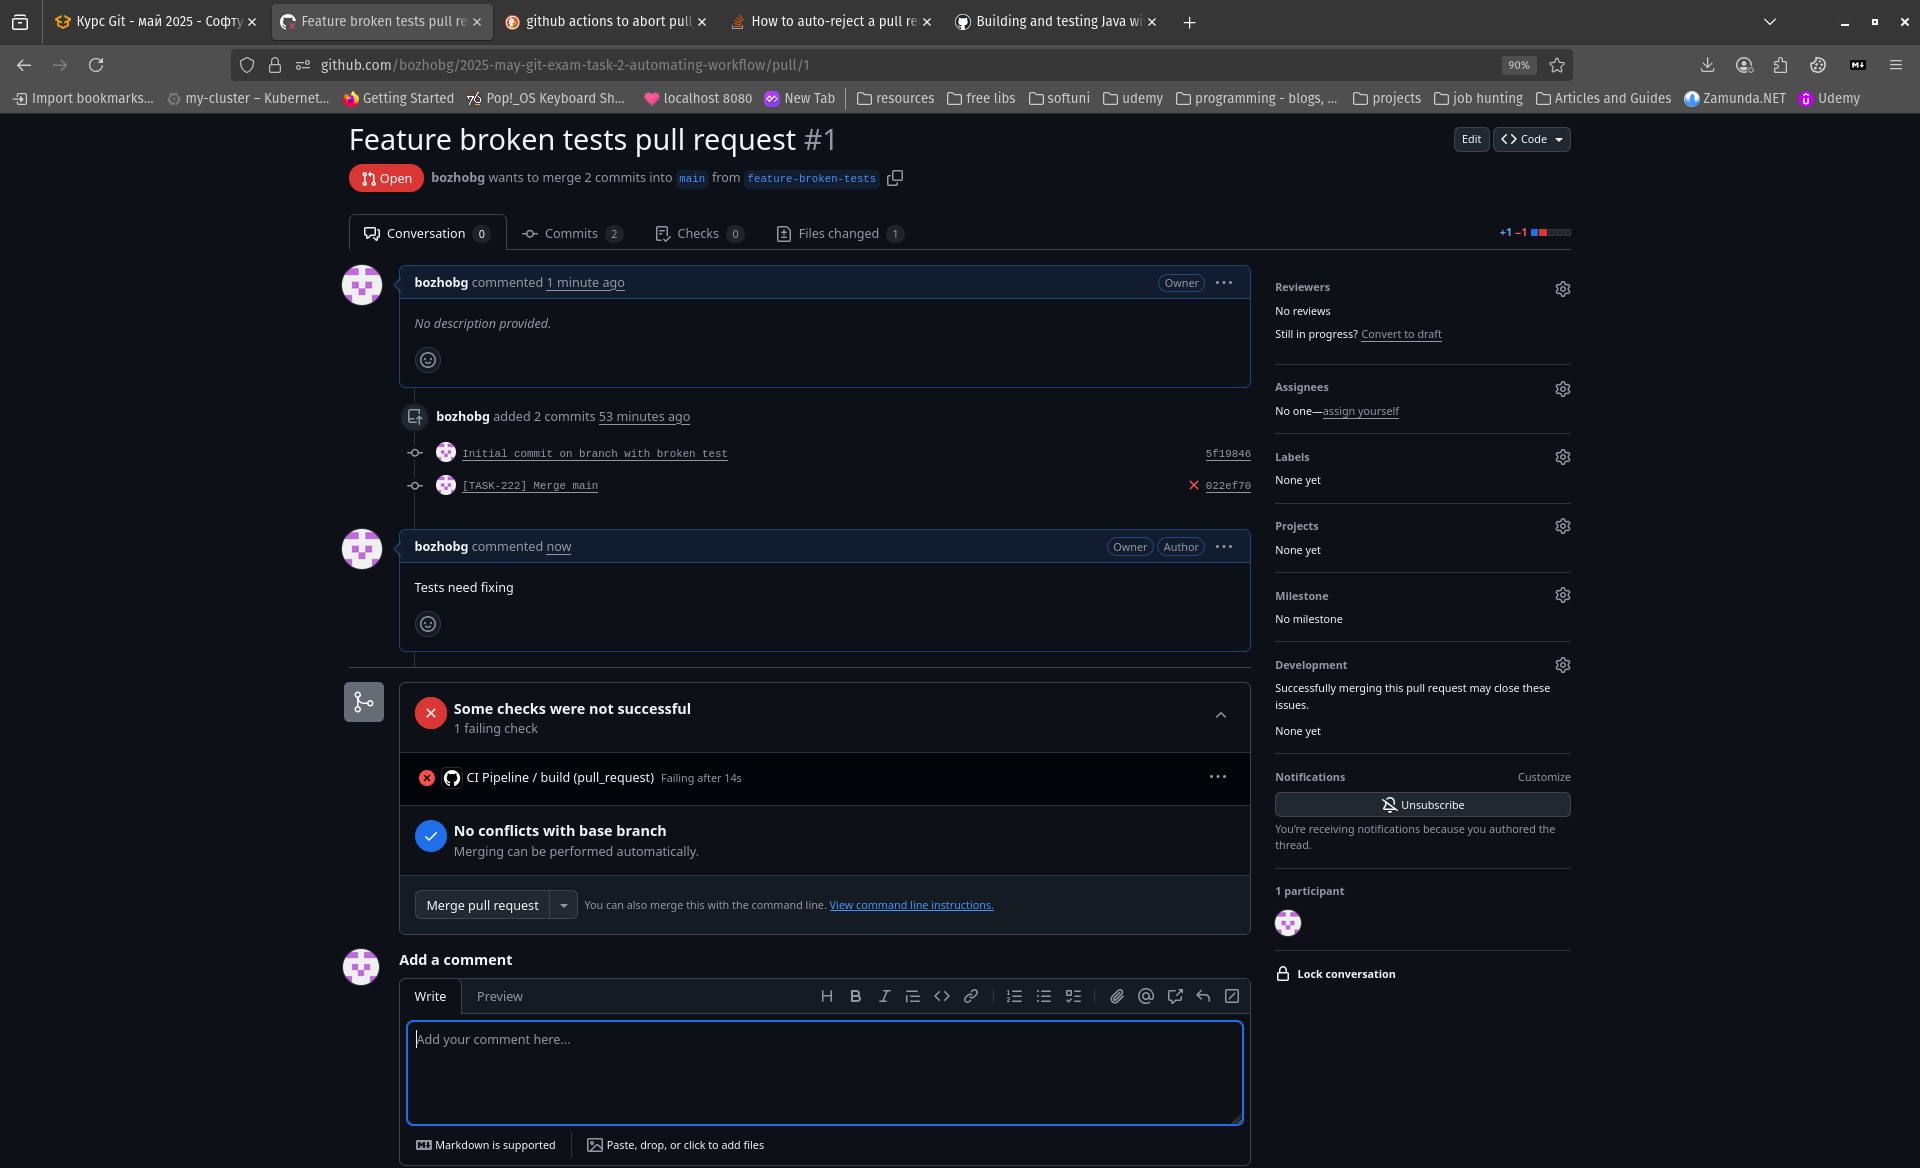 Курс Git - май 2025 - Софту
Feature broken tests pull re
github actions to abort pull
How to auto-reject a pull re
Building and testing Java wi
github.com/bozhobg/2025-may-git-exam-task-2-automating-workflow/pull/1
90%
Import bookmarks...
my-cluster – Kubernet...
Getting Started
Pop!_OS Keyboard Sh...
localhost 8080
New Tab
resources
free libs
softuni
udemy
programming - blogs, ...
projects
job hunting
Articles and Guides
Zamunda.NET
Udemy
Feature broken tests pull request #1
Edit
Code
Open
bozhobg wants to merge 2 commits into main from feature-broken-tests
Conversation 0
Commits 2
Checks 0
Files changed 1
+1 −1
bozhobg commented 1 minute ago
Owner
No description provided.
bozhobg added 2 commits 53 minutes ago
Initial commit on branch with broken test
5f19846
[TASK-222] Merge main
022ef70
bozhobg commented now
Owner
Author
Tests need fixing
Some checks were not successful
1 failing check
CI Pipeline / build (pull_request) Failing after 14s
No conflicts with base branch
Merging can be performed automatically.
Merge pull request
You can also merge this with the command line. View command line instructions.
Add a comment
Write
Preview
Add your comment here...
Markdown is supported
Paste, drop, or click to add files
Reviewers
No reviews
Still in progress? Convert to draft
Assignees
No one—assign yourself
Labels
None yet
Projects
None yet
Milestone
No milestone
Development
Successfully merging this pull request may close these
issues.
None yet
Notifications
Customize
Unsubscribe
You're receiving notifications because you authored the
thread.
1 participant
Lock conversation